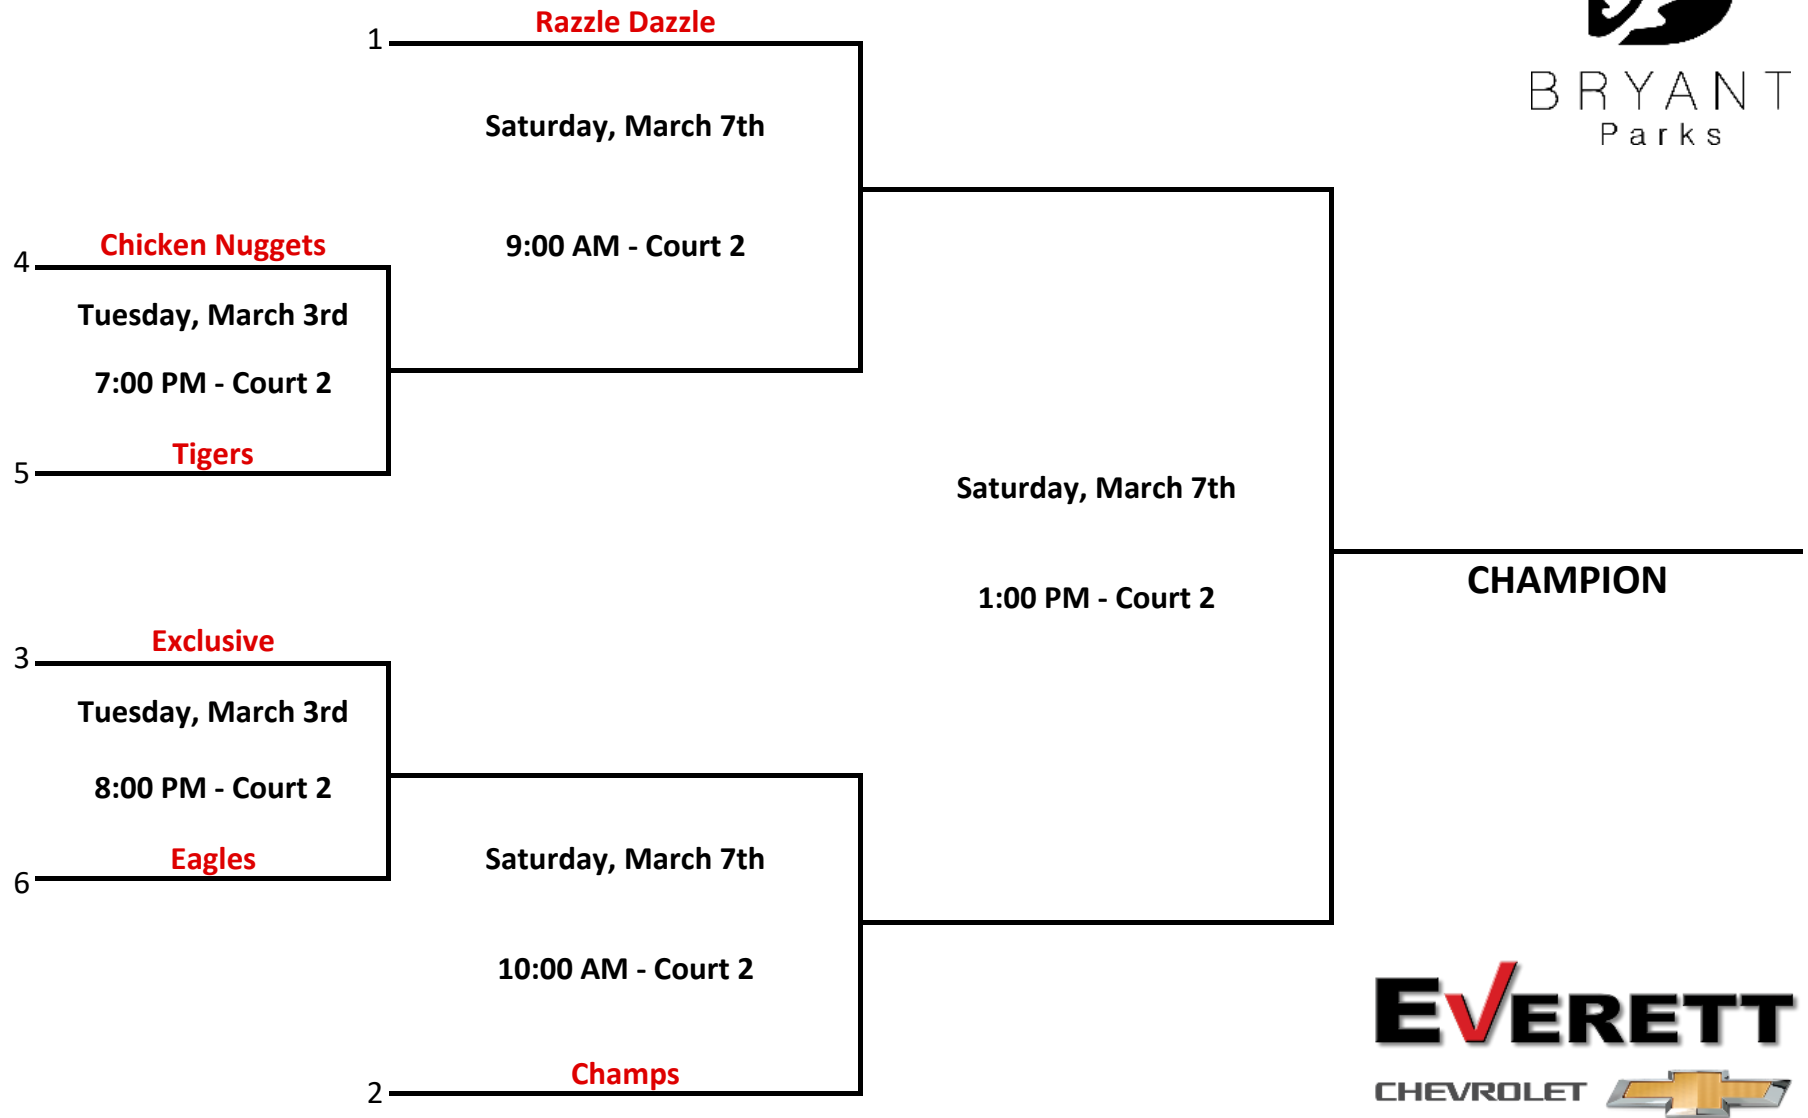 1
Razzle Dazzle
Saturday, March 7th
9:00 AM - Court 2
BRYANT
Parks
4
Chicken Nuggets
Tuesday, March 3rd
7:00 PM - Court 2
5
Tigers
Saturday, March 7th
1:00 PM - Court 2
CHAMPION
3
Exclusive
Tuesday, March 3rd
8:00 PM - Court 2
6
Eagles
Saturday, March 7th
10:00 AM - Court 2
2
Champs
EVERETT
CHEVROLET